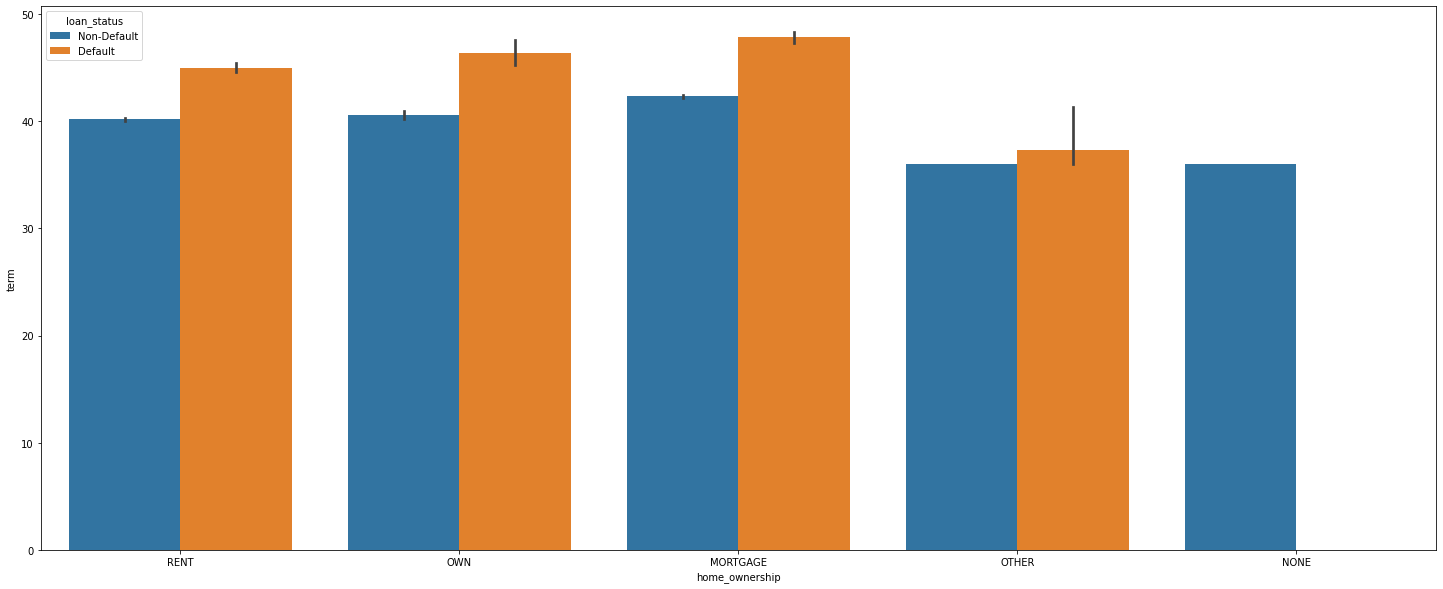 loan_status
Non-Default
Default
50
40
30
20
10
0
term
RENT OWN MORTGAGE OTHER NONE
home_ownership